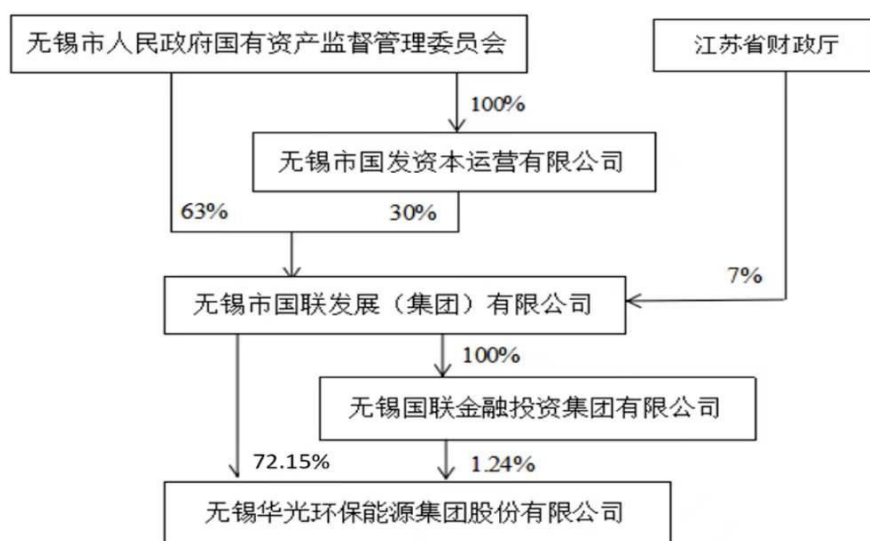 无锡市人民政府国有资产监督管理委员会
江苏省财政厅
100%
无锡市国发资本运营有限公司
63%
30%
7%
无锡市国联发展（集团）有限公司
100%
无锡国联金融投资集团有限公司
72.15%
1.24%
无锡华光环保能源集团股份有限公司